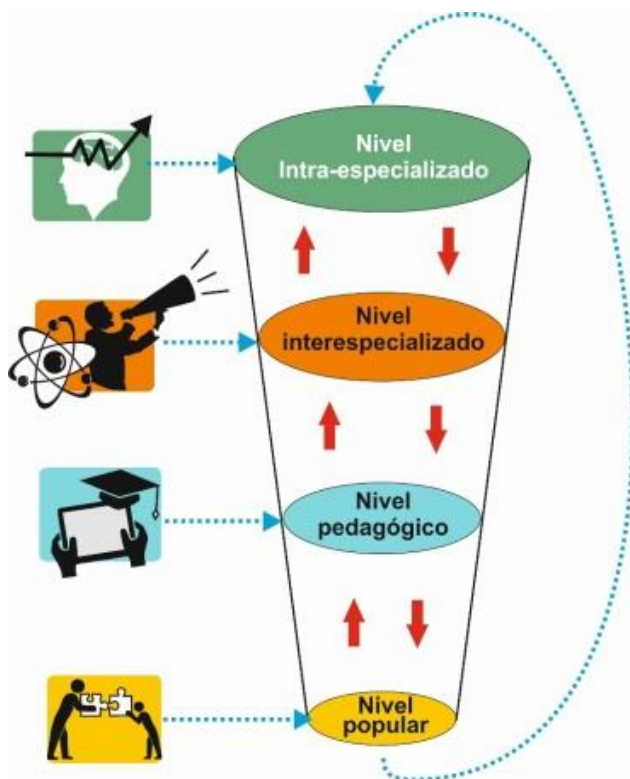 Nivel
Intra-especializado
Nivel
interespecializado
Nivel
pedagógico
Nivel
popular